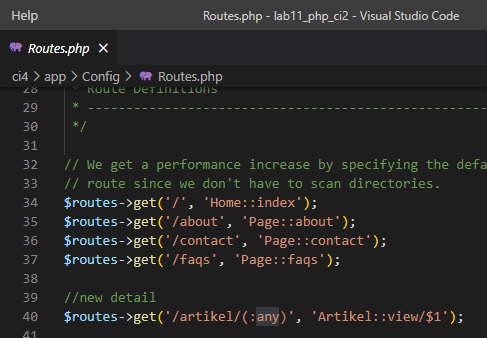 Help
Routes.php - lab11_php_ci2 - Visual Studio Code
Routes.php
ci4 > app > Config > Routes.php
28 * Route Definitions
29 * ---------------------------------------------------
30 */
31
32 // We get a performance increase by specifying the defa
33 // route since we don't have to scan directories.
34 $routes->get('/', 'Home::index');
35 $routes->get('/about', 'Page::about');
36 $routes->get('/contact', 'Page::contact');
37 $routes->get('/faqs', 'Page::faqs');
38
39 //new detail
40 $routes->get('/artikel/(:any)', 'Artikel::view/$1');
41